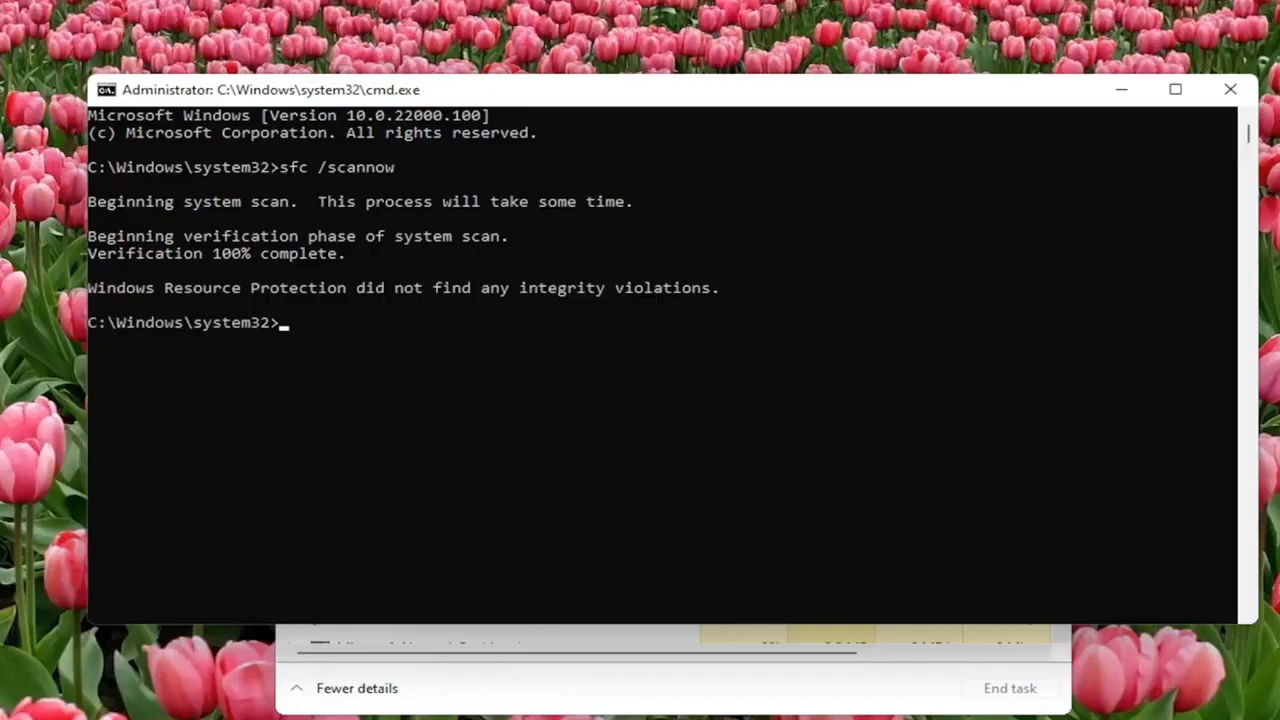 Administrator: C:\Windows\system32\cmd.exe
Microsoft Windows [Version 10.0.22000.100]
(c) Microsoft Corporation. All rights reserved.
C:\Windows\system32>sfc /scannow
Beginning system scan.  This process will take some time.
Beginning verification phase of system scan.
Verification 100% complete.
Windows Resource Protection did not find any integrity violations.
C:\Windows\system32>
Fewer details
End task